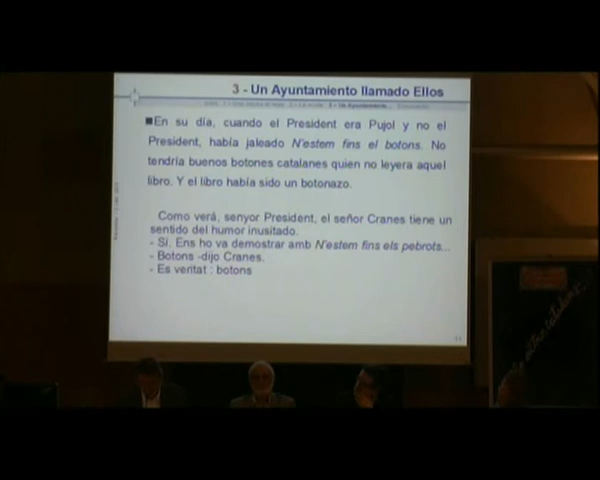 3 - Un Ayuntamiento llamado Ellos
■En su día, cuando el President era Pujol y no el
President, había jaleado N'estem fins el botons. No
tendría buenos botones catalanes quien no leyera aquel
libro. Y el libro había sido un botonazo.
Como verá, senyor President, el señor Cranes tiene un
sentido del humor inusitado.
- Sí. Ens ho va demostrar amb N'estem fins els pebrots...
- Botons -dijo Cranes.
- Es veritat : botons